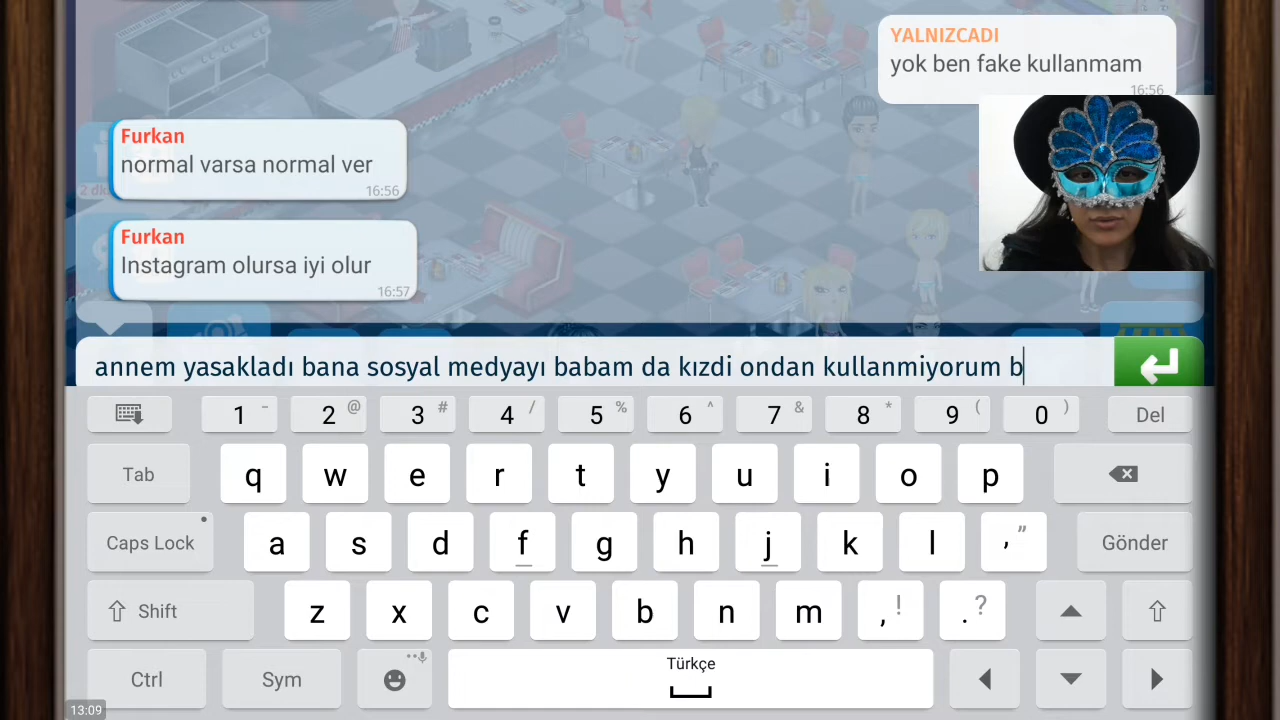 YALNIZCADI
yok ben fake kullanmam
16:56
Furkan
normal varsa normal ver
16:56
2 dk
Furkan
Instagram olursa iyi olur
16:57
annem yasakladı bana sosyal medyayı babam da kızdi ondan kullanmiyorum b
1 - 2 @ 3 # 4 / 5 % 6 ^ 7 & 8 * 9 ( 0 ) Del
Tab q w e r t y u i o p
Caps Lock a s d f g h j k l , ” Gönder
Shift z x c v b n m , ! . ?
Ctrl Sym Türkçe
13:09